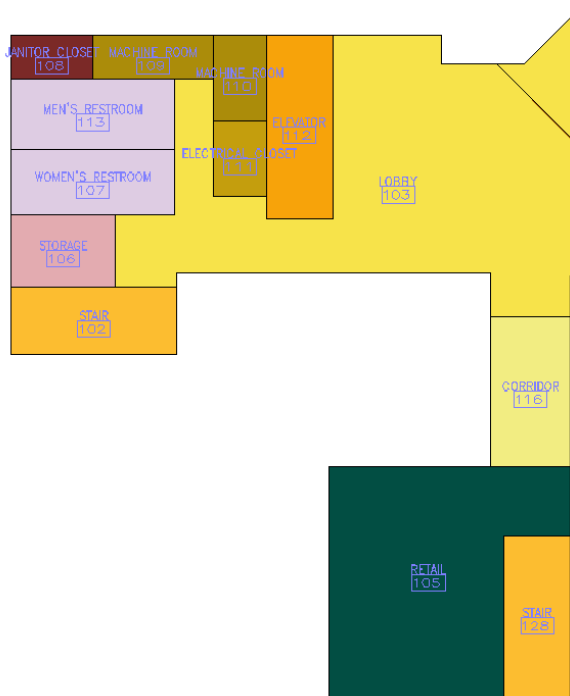 JANITOR CLOSET
108
MACHINE ROOM
109
MACHINE ROOM
110
MEN'S RESTROOM
113
ELEVATOR
112
ELECTRICAL CLOSET
111
WOMEN'S RESTROOM
107
LOBBY
103
STORAGE
106
STAIR
102
CORRIDOR
116
RETAIL
105
STAIR
128